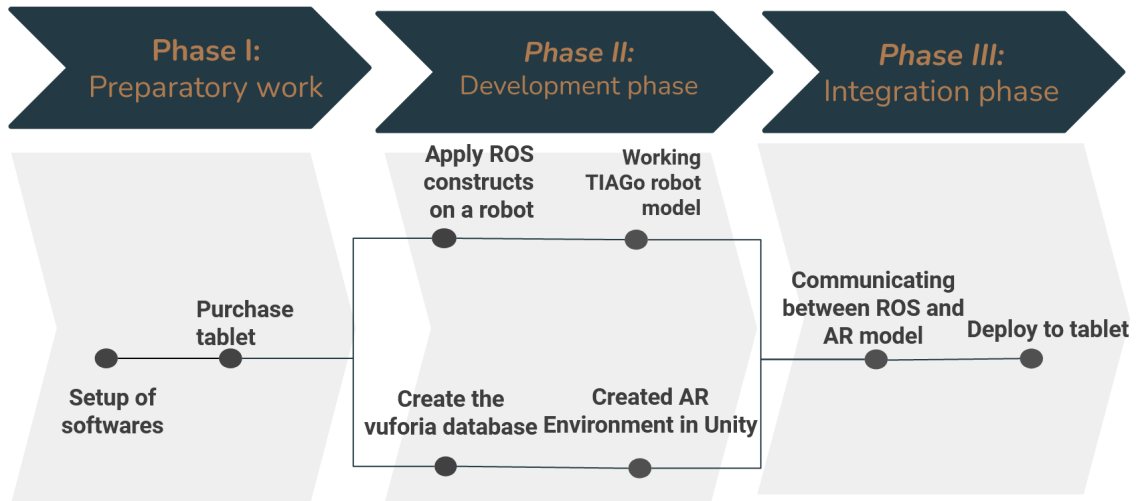 Phase I:
Preparatory work
Phase II:
Development phase
Phase III:
Integration phase
Setup of
softwares
Purchase
tablet
Apply ROS
constructs
on a robot
Working
TIAGo robot
model
Create the
vuforia database
Created AR
Environment in Unity
Communicating
between ROS and
AR model
Deploy to tablet